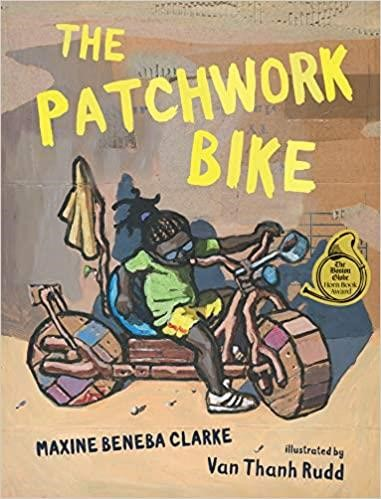 THE
PATCHWORK
BIKE
The
Boston
Globe
Horn Book
Award
MAXINE BENEBA CLARKE
illustrated by
Van Thanh Rudd